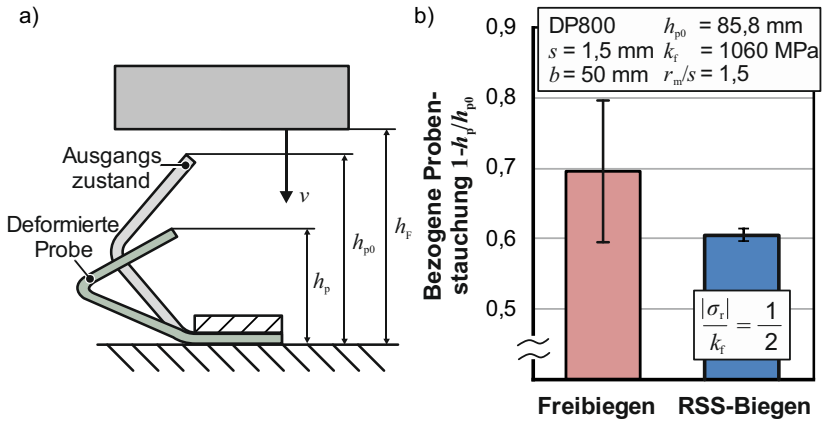 a)
Ausgangs
zustand
Deformierte
Probe
v
h_p
h_p0
h_F
b)
Bezogene Proben-
stauchung 1-h_p/h_p0
0,9
0,8
0,7
0,6
0,5
DP800 h_p0 = 85,8 mm
s = 1,5 mm k_f = 1060 MPa
b = 50 mm r_m/s = 1,5
|σ_r|/k_f = 1/2
Freibiegen RSS-Biegen